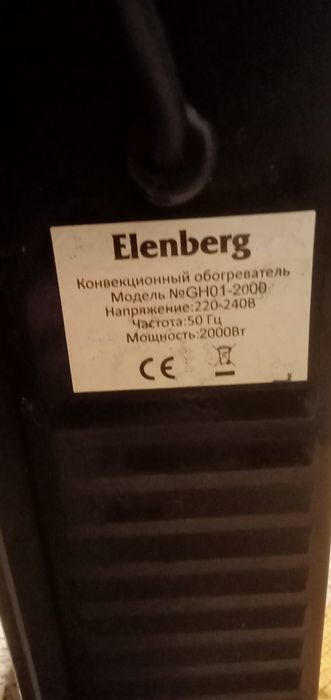 Elenberg
Конвекционный обогреватель
Модель №GH01-2000
Напряжение:220-240В
Частота:50 Гц
Мощность:2000Вт
CE